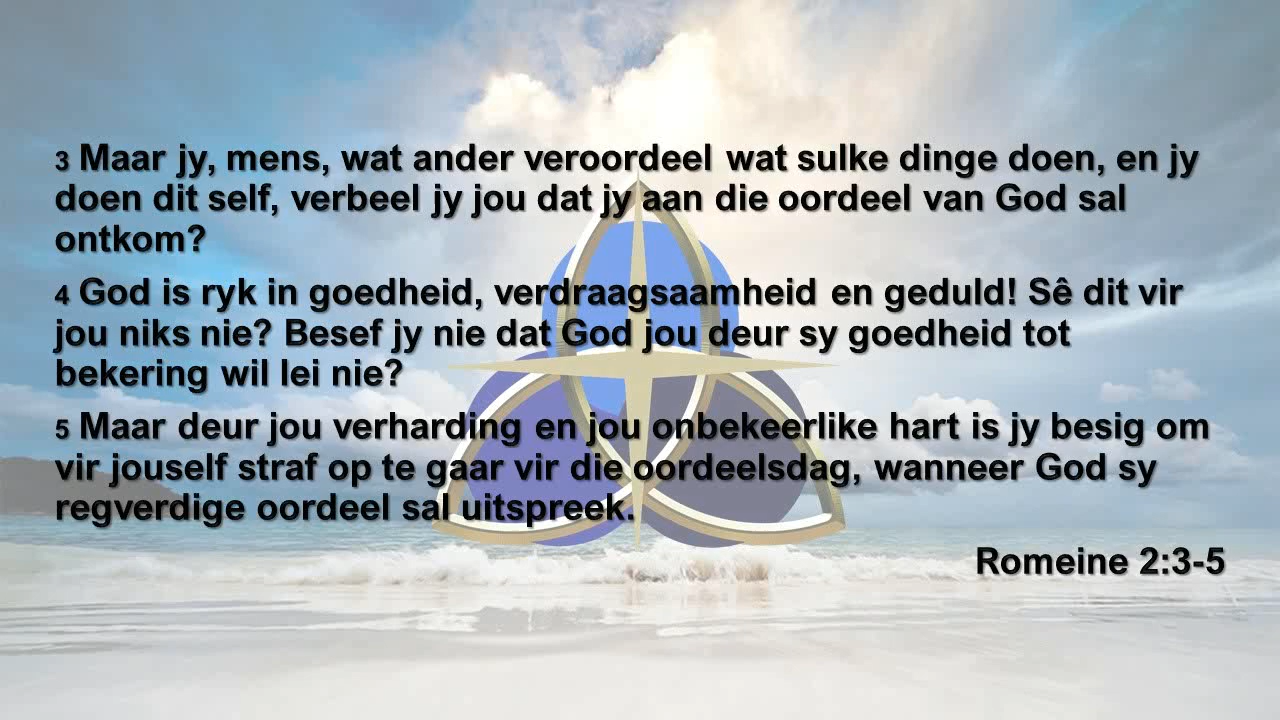 3 Maar jy, mens, wat ander veroordeel wat sulke dinge doen, en jy
doen dit self, verbeel jy jou dat jy aan die oordeel van God sal
ontkom?
4 God is ryk in goedheid, verdraagsaamheid en geduld! Sê dit vir
jou niks nie? Besef jy nie dat God jou deur sy goedheid tot
bekering wil lei nie?
5 Maar deur jou verharding en jou onbekeerlike hart is jy besig om
vir jouself straf op te gaar vir die oordeelsdag, wanneer God sy
regverdige oordeel sal uitspreek.
Romeine 2:3-5